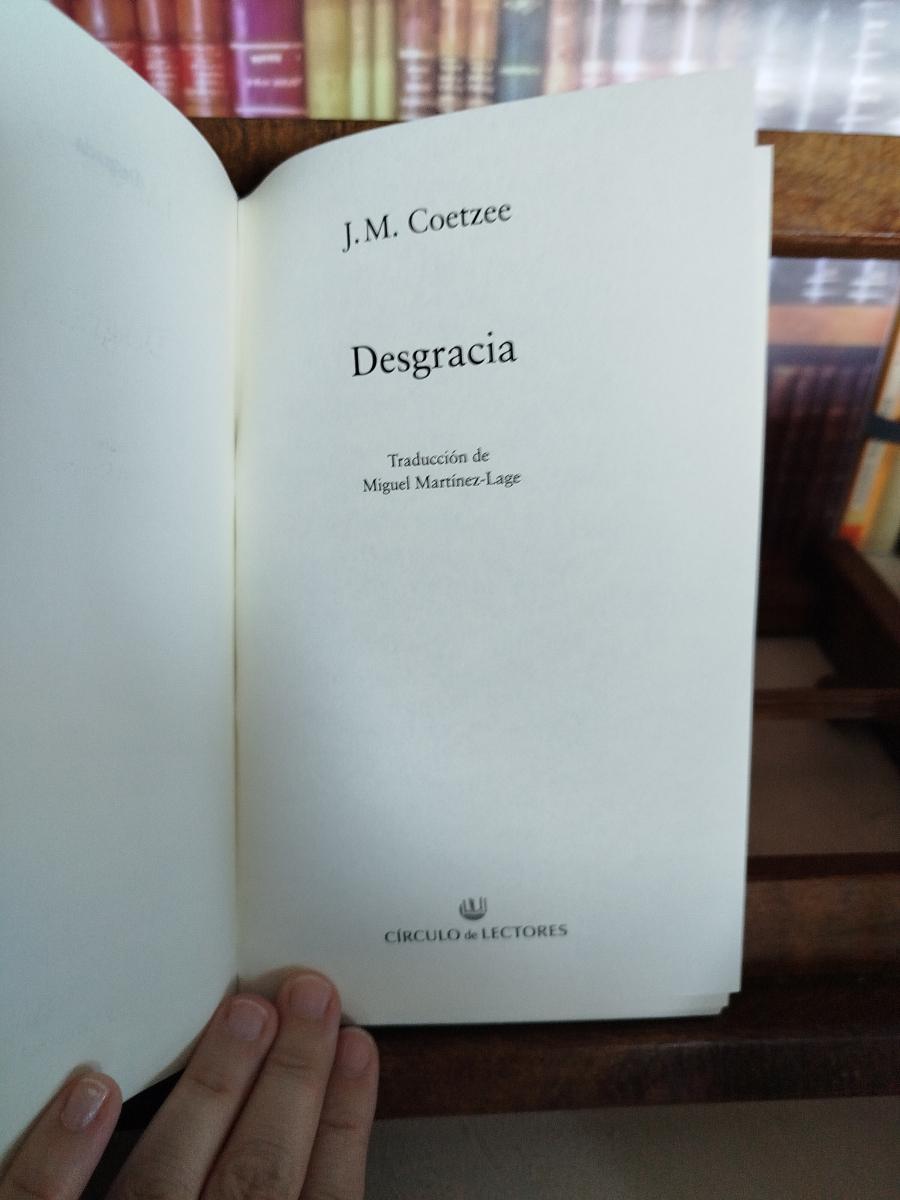 J.M. Coetzee
Desgracia
Traducción de
Miguel Martínez-Lage
CÍRCULO de LECTORES